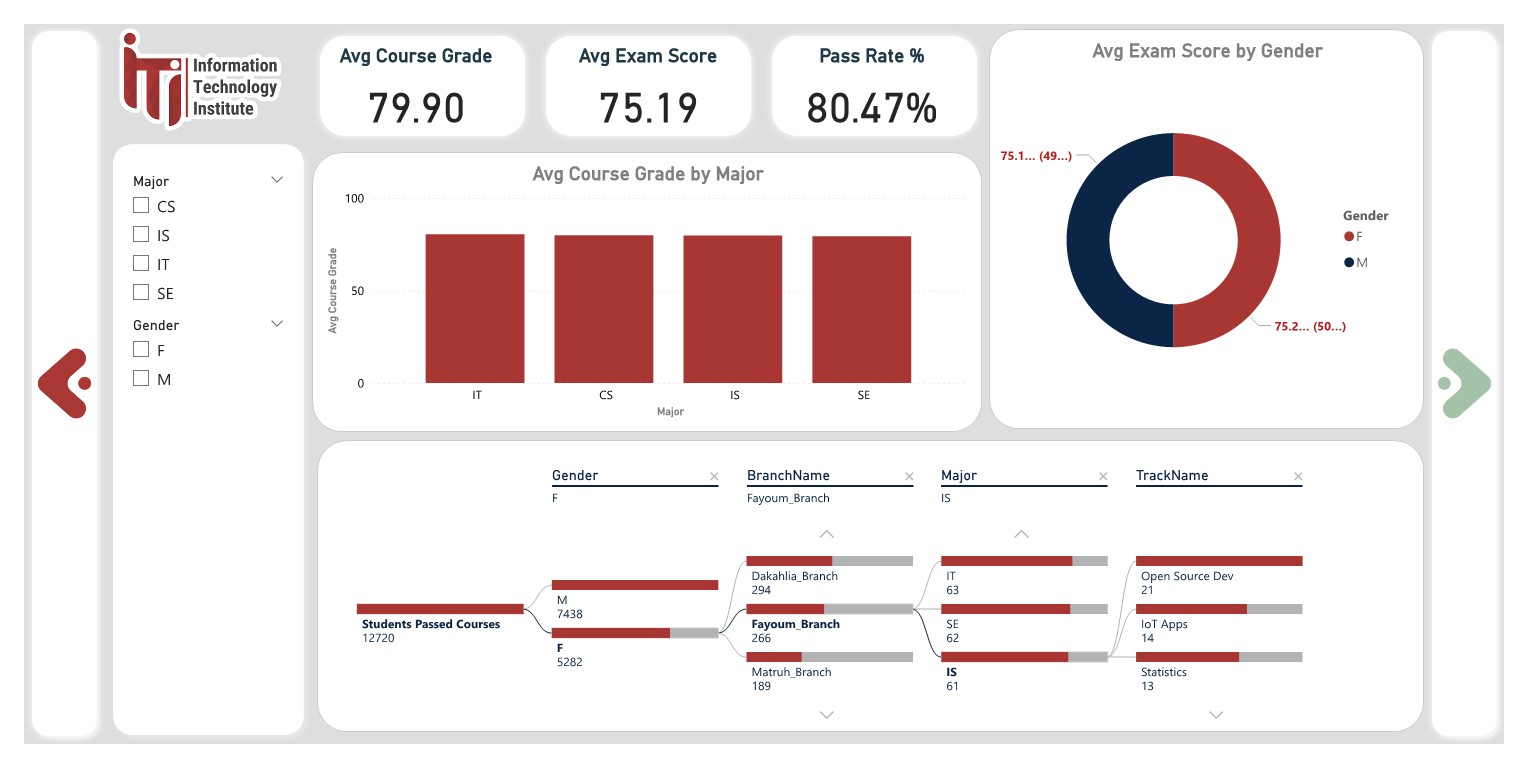 Information
Technology
Institute
Avg Course Grade
79.90
Avg Exam Score
75.19
Pass Rate %
80.47%
Major
CS
IS
IT
SE
Gender
F
M
Avg Course Grade by Major
Avg Course Grade
100
50
0
IT CS IS SE
Major
Avg Exam Score by Gender
75.1... (49...)
75.2... (50...)
Gender
F
M
Gender BranchName Major TrackName
F Fayoum_Branch IS
Students Passed Courses
12720
M
7438
F
5282
Dakahlia_Branch
294
Fayoum_Branch
266
Matruh_Branch
189
IT
63
SE
62
IS
61
Open Source Dev
21
IoT Apps
14
Statistics
13